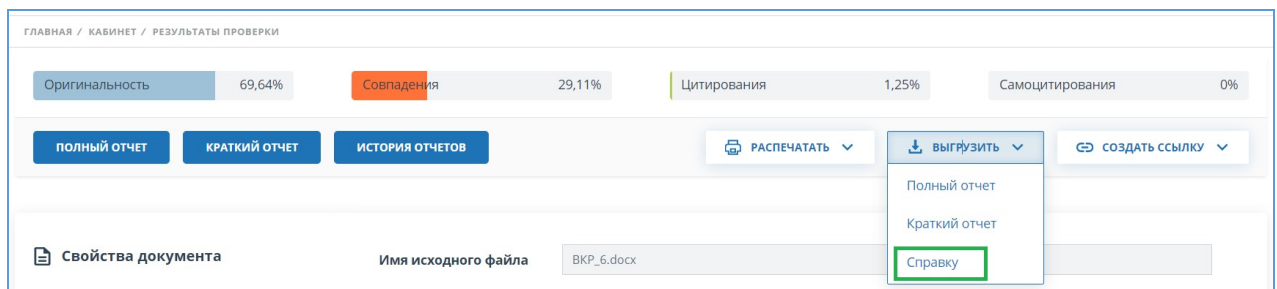 ГЛАВНАЯ / КАБИНЕТ / РЕЗУЛЬТАТЫ ПРОВЕРКИ
Оригинальность 69,64% Совпадения 29,11% Цитирования 1,25% Самоцитирования 0%
ПОЛНЫЙ ОТЧЕТ КРАТКИЙ ОТЧЕТ ИСТОРИЯ ОТЧЕТОВ РАСПЕЧАТАТЬ ВЫГРУЗИТЬ СОЗДАТЬ ССЫЛКУ
Полный отчет
Краткий отчет
Свойства документа Имя исходного файла ВКР_6.docx Справку